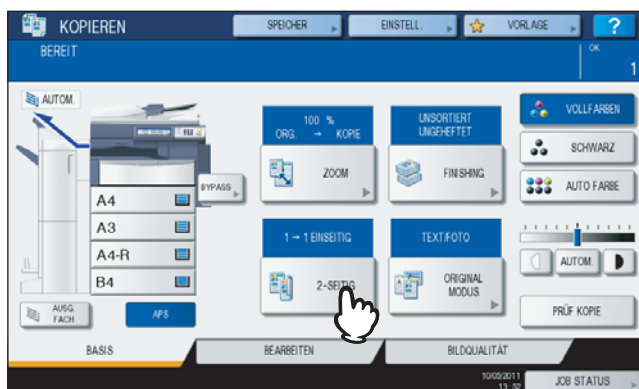 KOPIEREN
SPEICHER
EINSTELL.
VORLAGE
?
BEREIT
OK
1
AUTOM.
100 %
ORG. → KOPIE
ZOOM
UNSORTIERT
UNGEHEFTET
FINISHING
VOLLFARBEN
SCHWARZ
AUTO FARBE
BYPASS
A4
A3
A4-R
B4
1 → 1 EINSEITIG
2-SEITIG
TEXT/FOTO
ORIGINAL
MODUS
AUTOM.
AUSG.
FACH
APS
PRÜF KOPIE
BASIS
BEARBEITEN
BILDQUALITÄT
10/05/2011
13:52
JOB STATUS